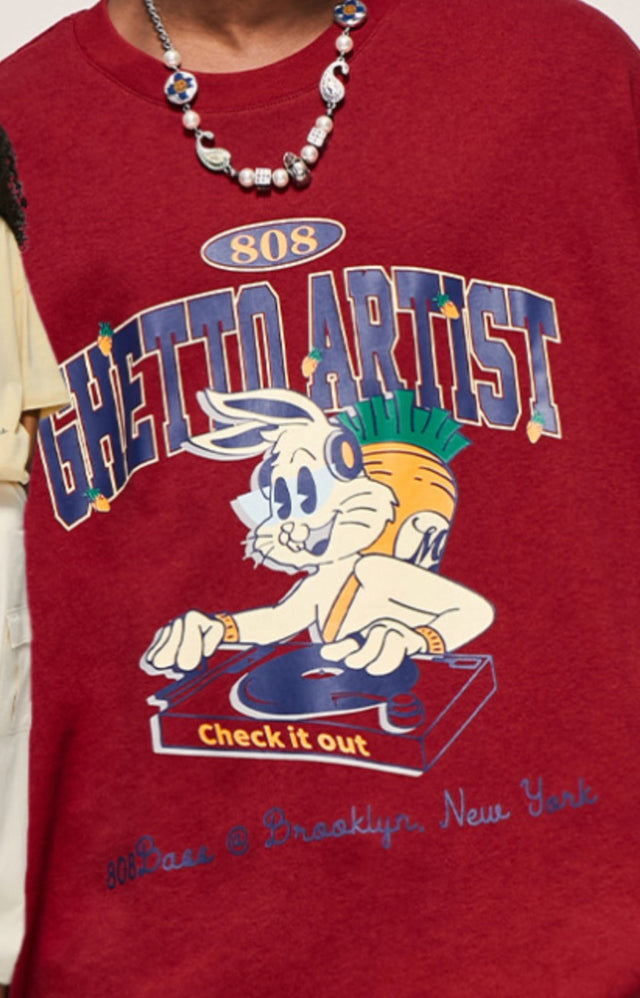 808
GHETTO ARTIST
M
Check it out
808Bass @ Brooklyn, New York